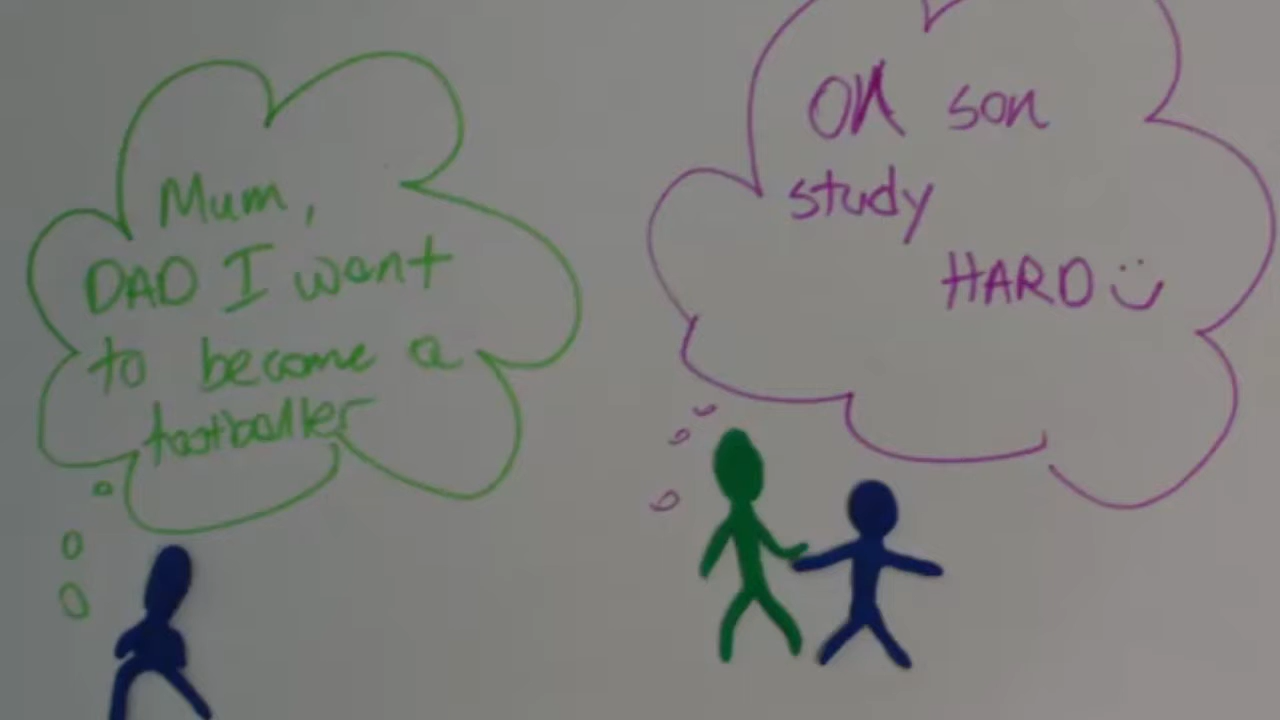 Mum,
DAD I want
to become a
footballer
OK son
study
HARD